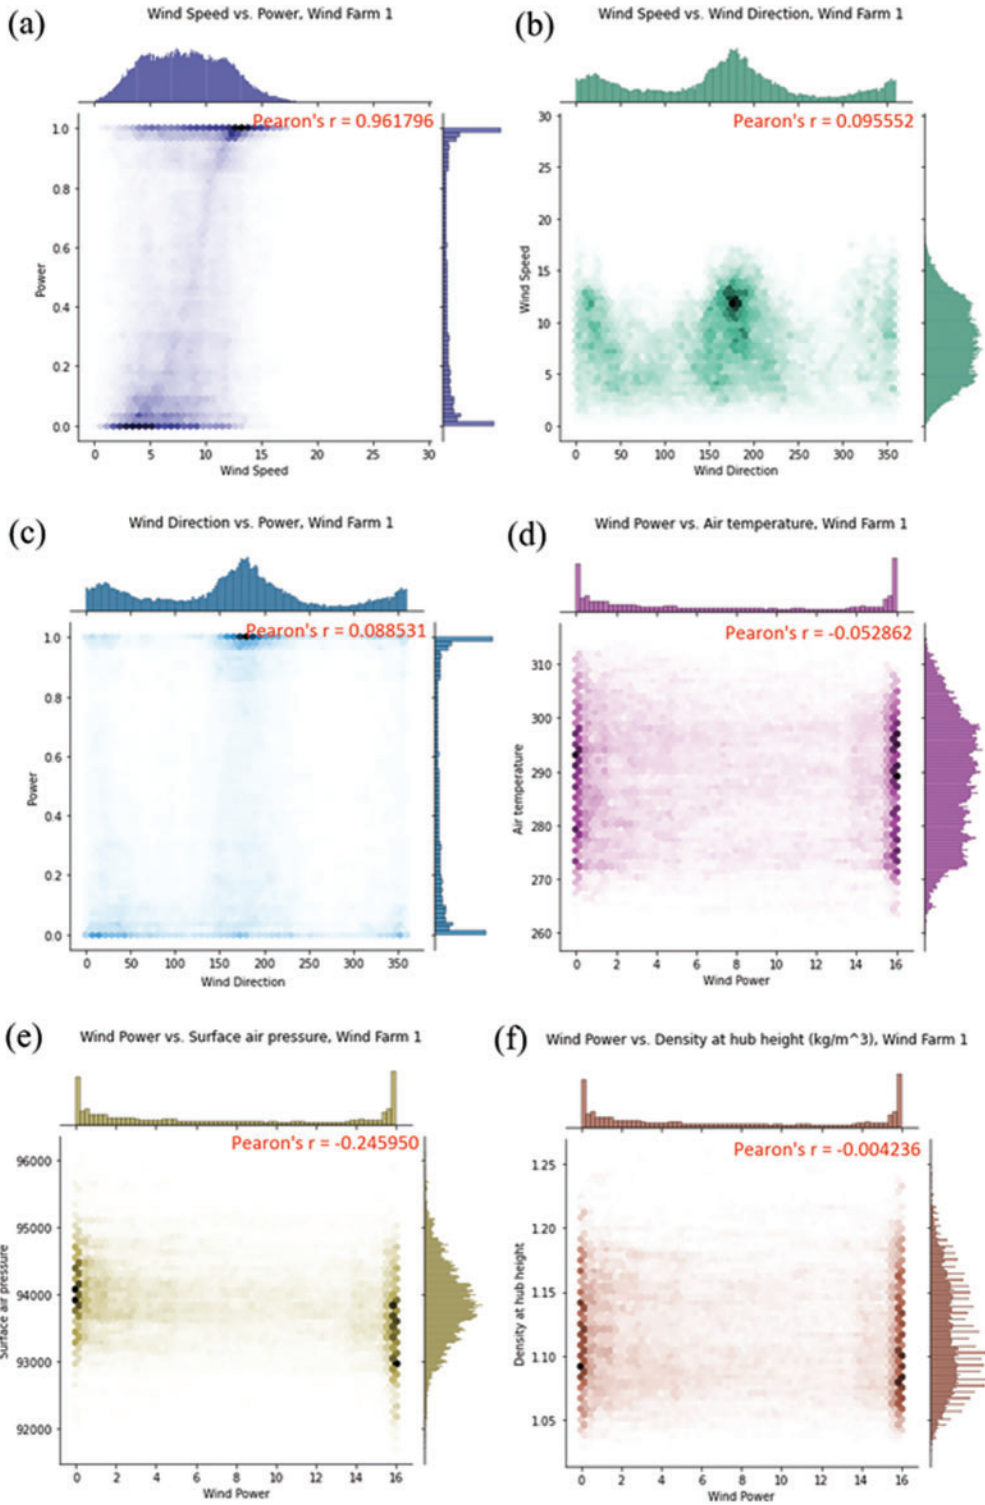 (a)
Wind Speed vs. Power, Wind Farm 1
Pearon's r = 0.961796
1.0
0.8
0.6
0.4
0.2
0.0
Power
0 5 10 15 20 25 30
Wind Speed
(b)
Wind Speed vs. Wind Direction, Wind Farm 1
Pearon's r = 0.095552
30
25
20
15
10
5
0
Wind Speed
0 50 100 150 200 250 300 350
Wind Direction
(c)
Wind Direction vs. Power, Wind Farm 1
Pearon's r = 0.088531
1.0
0.8
0.6
0.4
0.2
0.0
Power
0 50 100 150 200 250 300 350
Wind Direction
(d)
Wind Power vs. Air temperature, Wind Farm 1
Pearon's r = -0.052862
310
300
290
280
270
260
Air temperature
0 2 4 6 8 10 12 14 16
Wind Power
(e)
Wind Power vs. Surface air pressure, Wind Farm 1
Pearon's r = -0.245950
96000
95000
94000
93000
92000
Surface air pressure
0 2 4 6 8 10 12 14 16
Wind Power
(f)
Wind Power vs. Density at hub height (kg/m^3), Wind Farm 1
Pearon's r = -0.004236
1.25
1.20
1.15
1.10
1.05
Density at hub height
0 2 4 6 8 10 12 14 16
Wind Power